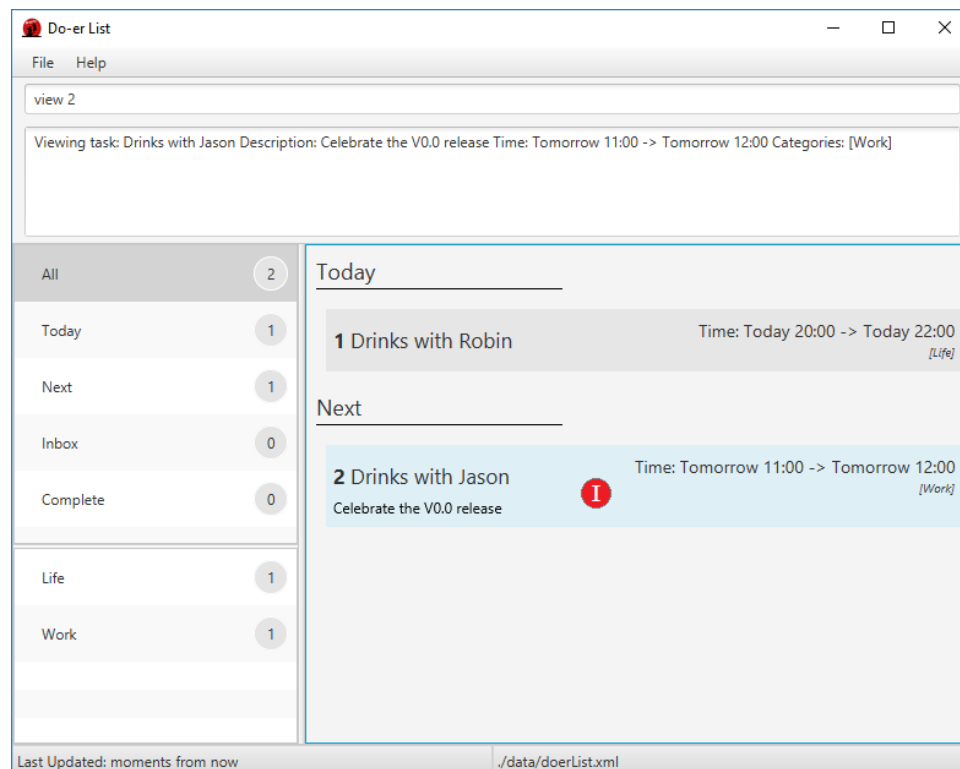 Do-er List
File Help
view 2
Viewing task: Drinks with Jason Description: Celebrate the V0.0 release Time: Tomorrow 11:00 -> Tomorrow 12:00 Categories: [Work]
All 2
Today 1
Next 1
Inbox 0
Complete 0
Life 1
Work 1
Today
1 Drinks with Robin Time: Today 20:00 -> Today 22:00
[Life]
Next
2 Drinks with Jason Time: Tomorrow 11:00 -> Tomorrow 12:00
[Work]
Celebrate the V0.0 release
I
Last Updated: moments from now ./data/doerList.xml